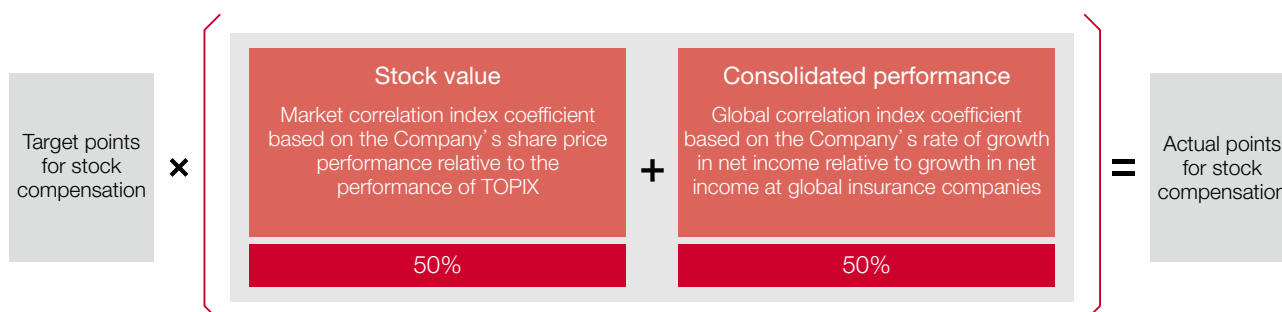 Target points
for stock
compensation
×
Stock value
Market correlation index coefficient
based on the Company's share price
performance relative to the
performance of TOPIX
50%
+
Consolidated performance
Global correlation index coefficient
based on the Company's rate of growth
in net income relative to growth in net
income at global insurance companies
50%
=
Actual points
for stock
compensation